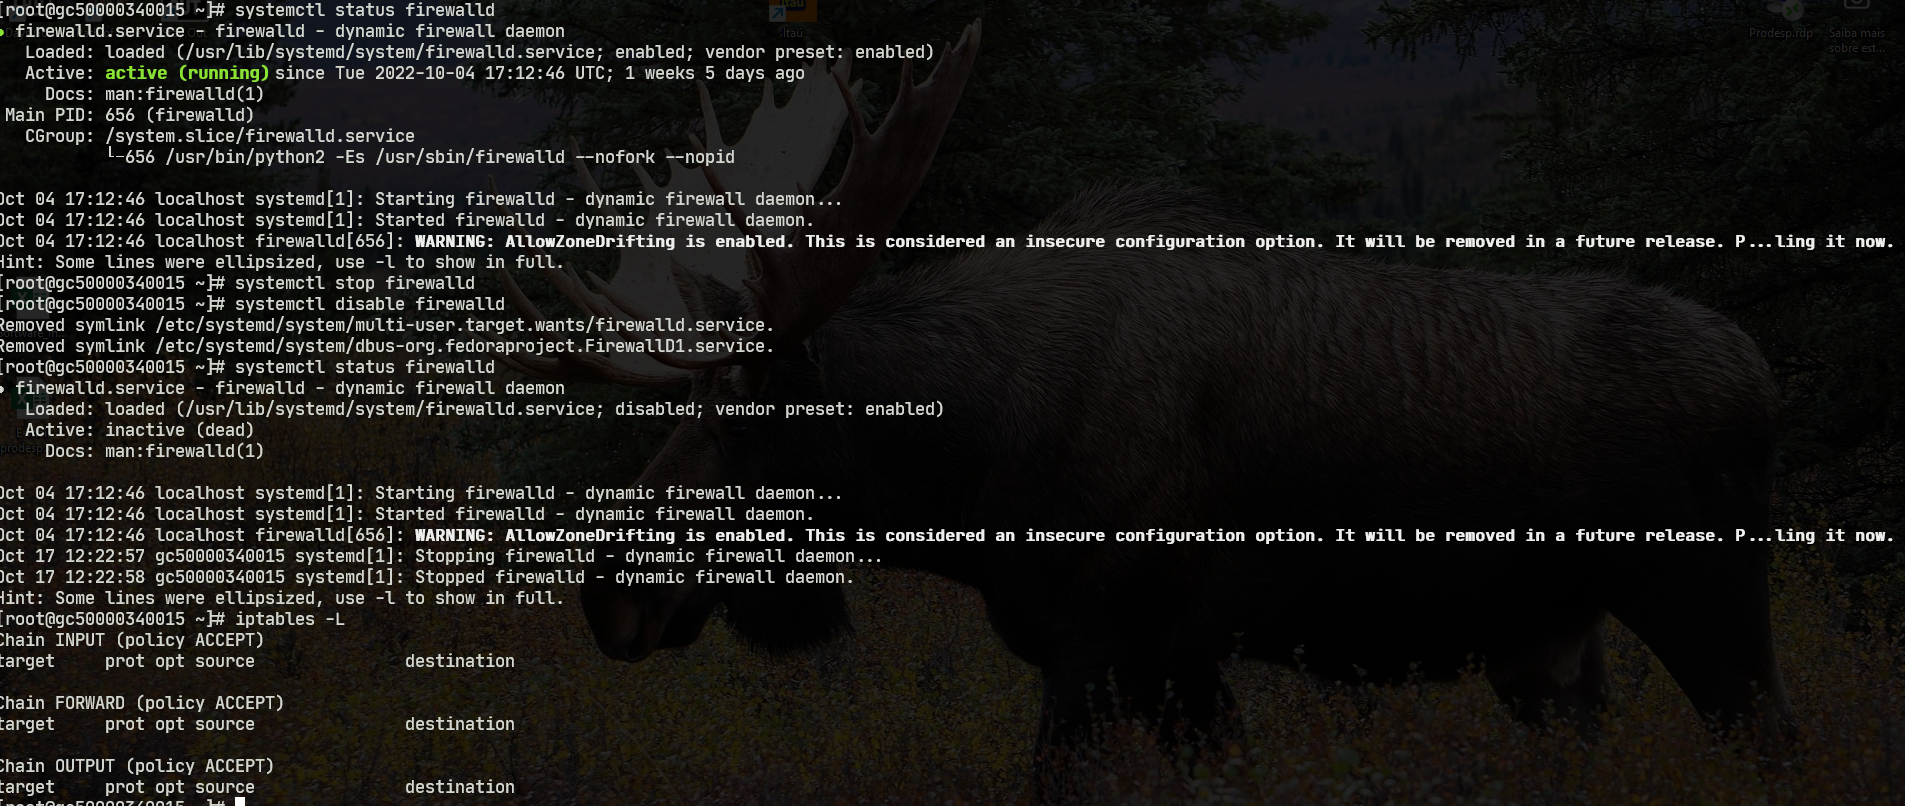 [root@gc50000340015 ~]# systemctl status firewalld
● firewalld.service - firewalld - dynamic firewall daemon
Loaded: loaded (/usr/lib/systemd/system/firewalld.service; enabled; vendor preset: enabled)
Active: active (running) since Tue 2022-10-04 17:12:46 UTC; 1 weeks 5 days ago
Docs: man:firewalld(1)
Main PID: 656 (firewalld)
CGroup: /system.slice/firewalld.service
└─656 /usr/bin/python2 -Es /usr/sbin/firewalld --nofork --nopid
Oct 04 17:12:46 localhost systemd[1]: Starting firewalld - dynamic firewall daemon...
Oct 04 17:12:46 localhost systemd[1]: Started firewalld - dynamic firewall daemon.
Oct 04 17:12:46 localhost firewalld[656]: WARNING: AllowZoneDrifting is enabled. This is considered an insecure configuration option. It will be removed in a future release. P...ling it now.
Hint: Some lines were ellipsized, use -l to show in full.
[root@gc50000340015 ~]# systemctl stop firewalld
[root@gc50000340015 ~]# systemctl disable firewalld
Removed symlink /etc/systemd/system/multi-user.target.wants/firewalld.service.
Removed symlink /etc/systemd/system/dbus-org.fedoraproject.FirewallD1.service.
[root@gc50000340015 ~]# systemctl status firewalld
● firewalld.service - firewalld - dynamic firewall daemon
Loaded: loaded (/usr/lib/systemd/system/firewalld.service; disabled; vendor preset: enabled)
Active: inactive (dead)
Docs: man:firewalld(1)
Oct 04 17:12:46 localhost systemd[1]: Starting firewalld - dynamic firewall daemon...
Oct 04 17:12:46 localhost systemd[1]: Started firewalld - dynamic firewall daemon.
Oct 04 17:12:46 localhost firewalld[656]: WARNING: AllowZoneDrifting is enabled. This is considered an insecure configuration option. It will be removed in a future release. P...ling it now.
Oct 17 12:22:57 gc50000340015 systemd[1]: Stopping firewalld - dynamic firewall daemon...
Oct 17 12:22:58 gc50000340015 systemd[1]: Stopped firewalld - dynamic firewall daemon.
Hint: Some lines were ellipsized, use -l to show in full.
[root@gc50000340015 ~]# iptables -L
Chain INPUT (policy ACCEPT)
target prot opt source destination
Chain FORWARD (policy ACCEPT)
target prot opt source destination
Chain OUTPUT (policy ACCEPT)
target prot opt source destination
[root@gc50000340015 ~]#
Itaú
Prodesp.rdp
Saiba mais
sobre est...
prodesp